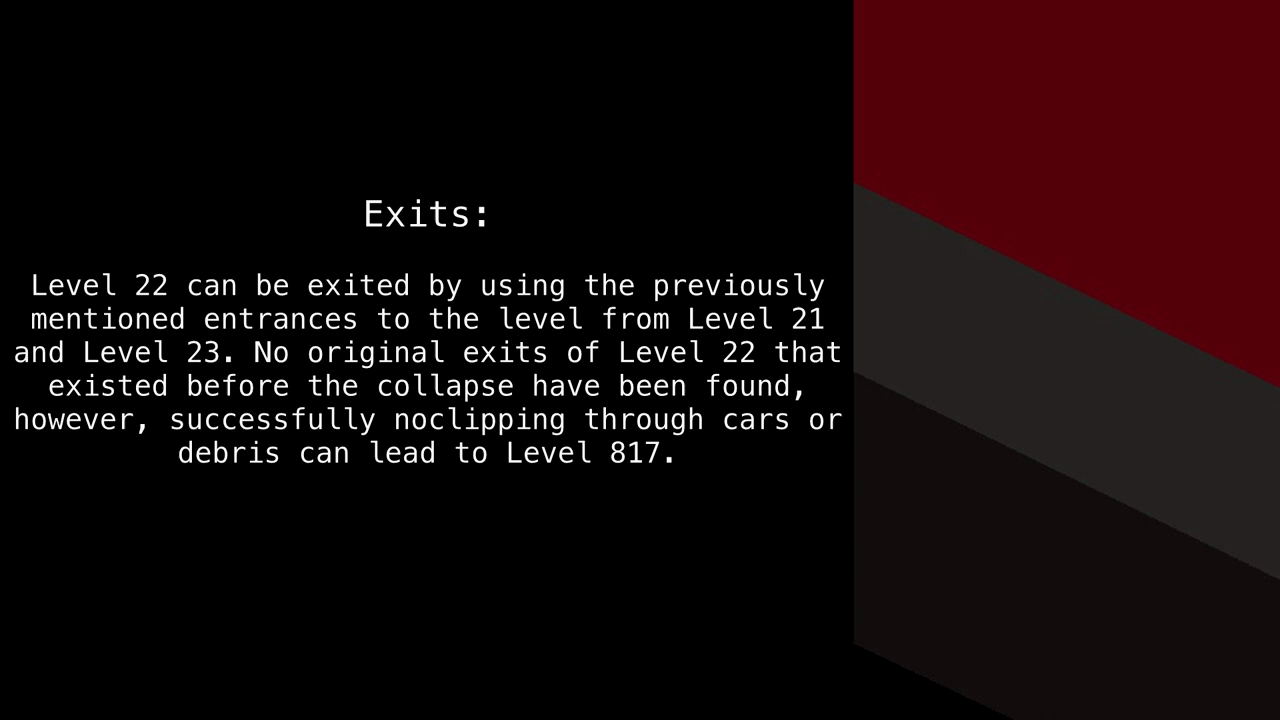 Exits:
Level 22 can be exited by using the previously
mentioned entrances to the level from Level 21
and Level 23. No original exits of Level 22 that
existed before the collapse have been found,
however, successfully noclipping through cars or
debris can lead to Level 817.